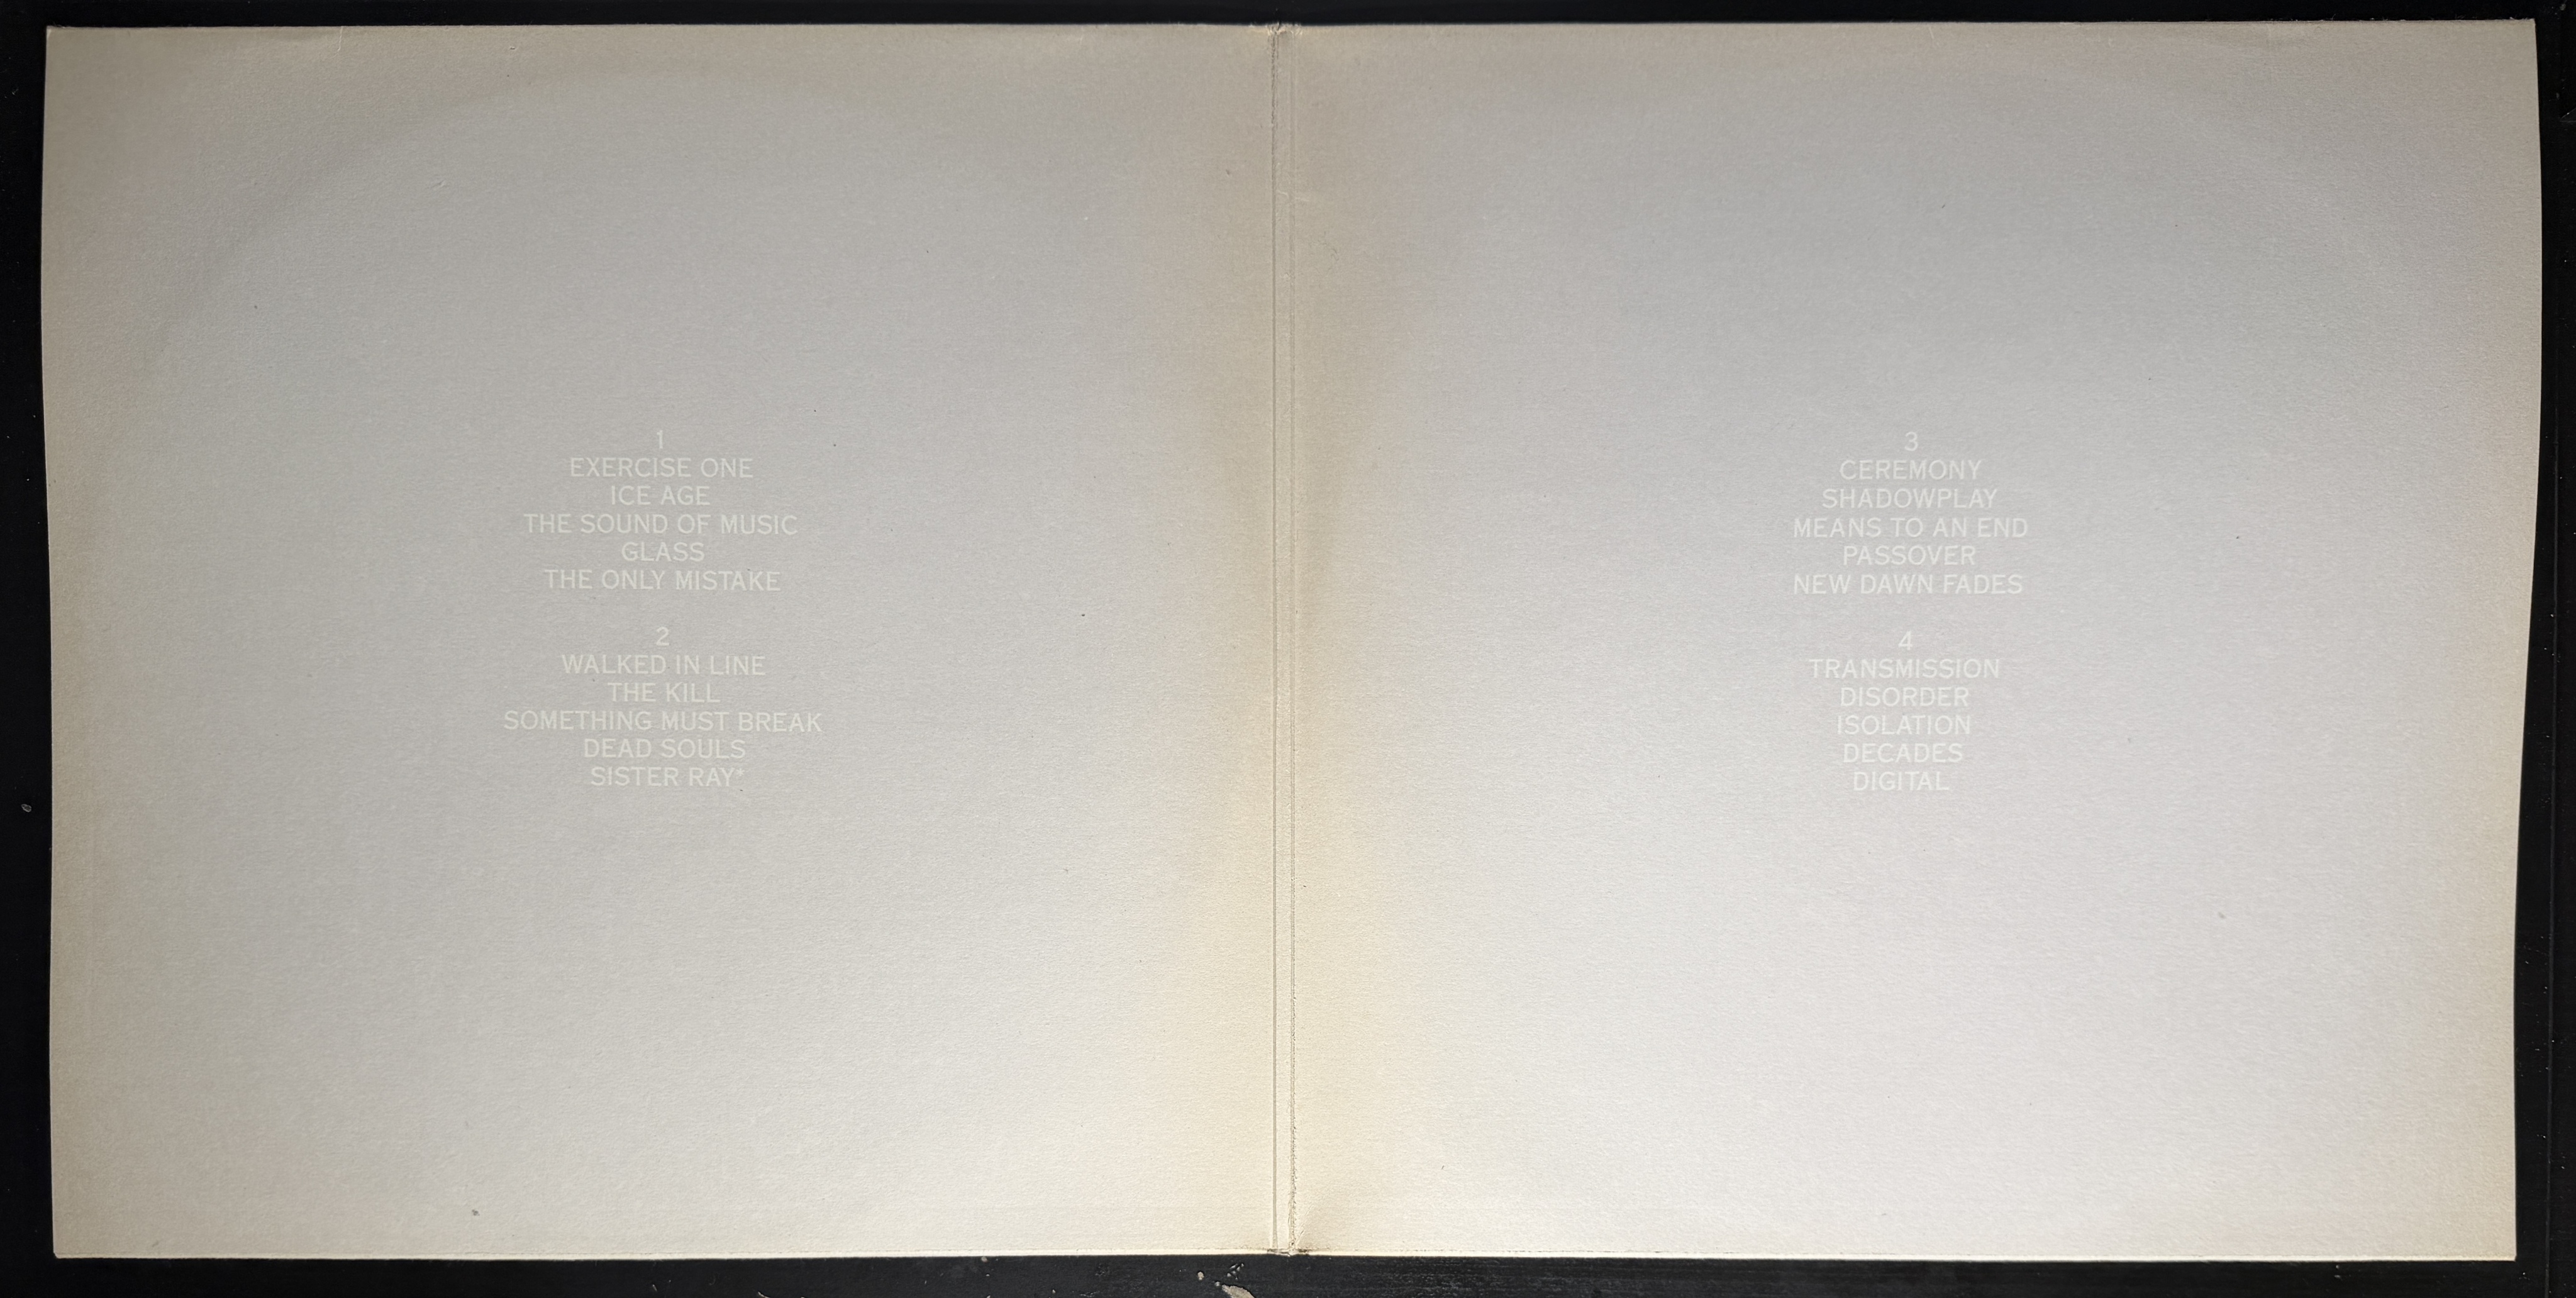 1
EXERCISE ONE
ICE AGE
THE SOUND OF MUSIC
GLASS
THE ONLY MISTAKE
2
WALKED IN LINE
THE KILL
SOMETHING MUST BREAK
DEAD SOULS
SISTER RAY*
3
CEREMONY
SHADOWPLAY
MEANS TO AN END
PASSOVER
NEW DAWN FADES
4
TRANSMISSION
DISORDER
ISOLATION
DECADES
DIGITAL